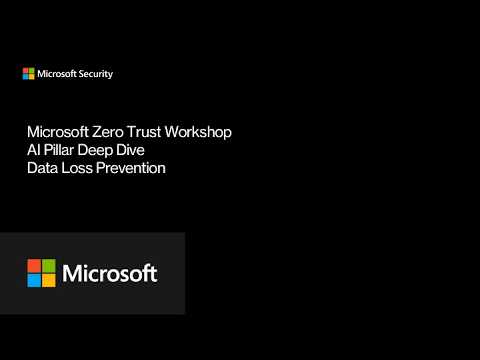 Microsoft Security
Microsoft Zero Trust Workshop
AI Pillar Deep Dive
Data Loss Prevention
Microsoft